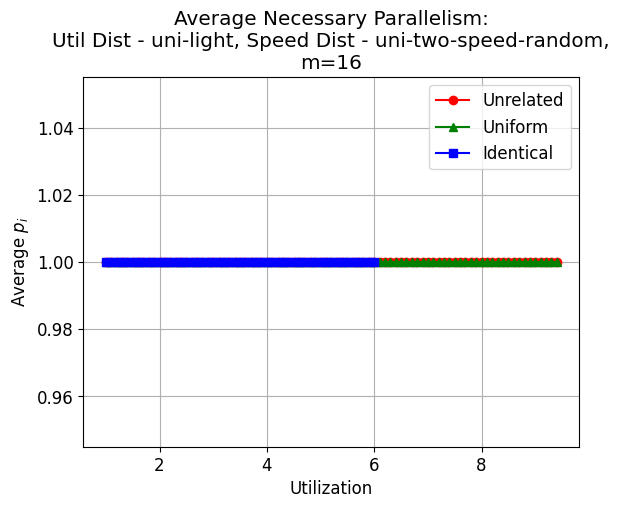 Average Necessary Parallelism:
Util Dist - uni-light, Speed Dist - uni-two-speed-random,
m=16
Unrelated
Uniform
Identical
1.04
1.02
1.00
0.98
0.96
Average p_i
2 4 6 8
Utilization